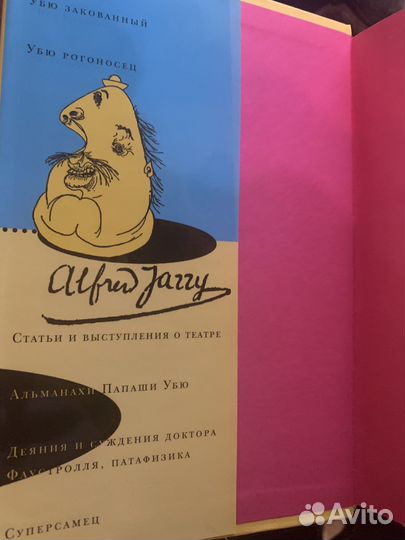 Убю закованный
Убю рогоносец
Alfred Jarry
Статьи и выступления о театре
Альманахи Папаши Убю
Деяния и суждения доктора
Фаустролля, патафизика
Суперсамец
Avito